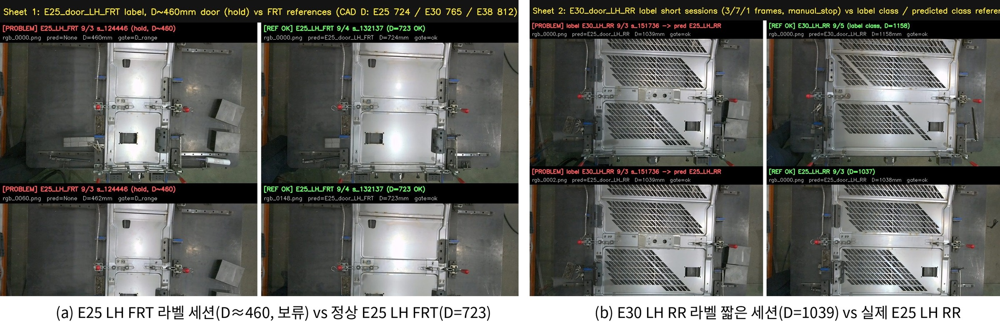 Sheet 1: E25_door_LH_FRT label, D~460mm door (hold) vs FRT references (CAD D: E25 724 / E30 765 / E38 812)
[PROBLEM] E25_LH_FRT 9/3 s_124446 (hold, D~460)
rgb_0000.png pred=None D=460mm gate=D_range
[REF OK] E25_LH_FRT 9/4 s_132137 (D=723 OK)
rgb_0000.png pred=E25_door_LH_FRT D=724mm gate=ok
[PROBLEM] E25_LH_FRT 9/3 s_124446 (hold, D~460)
rgb_0060.png pred=None D=462mm gate=D_range
[REF OK] E25_LH_FRT 9/4 s_132137 (D=723 OK)
rgb_0148.png pred=E25_door_LH_FRT D=723mm gate=ok
(a) E25 LH FRT 라벨 세션(D≈460, 보류) vs 정상 E25 LH FRT(D=723)
Sheet 2: E30_door_LH_RR label short sessions (3/7/1 frames, manual_stop) vs label class / predicted class refere
[PROBLEM] label E30_LH_RR 9/3 s_151736 -> pred E25_LH_RR
rgb_0000.png pred=E25_door_LH_RR D=1039mm gate=ok
[REF OK] E30_LH_RR 9/5 (label class, D=1158)
rgb_0000.png pred=E30_door_LH_RR D=1158mm gate=ok
[PROBLEM] label E30_LH_RR 9/3 s_151736 -> pred E25_LH_RR
rgb_0002.png pred=E25_door_LH_RR D=1039mm gate=ok
[REF OK] E25_LH_RR 9/3 (D=1037)
rgb_0000.png pred=E25_door_LH_RR D=1038mm gate=ok
(b) E30 LH RR 라벨 짧은 세션(D=1039) vs 실제 E25 LH RR